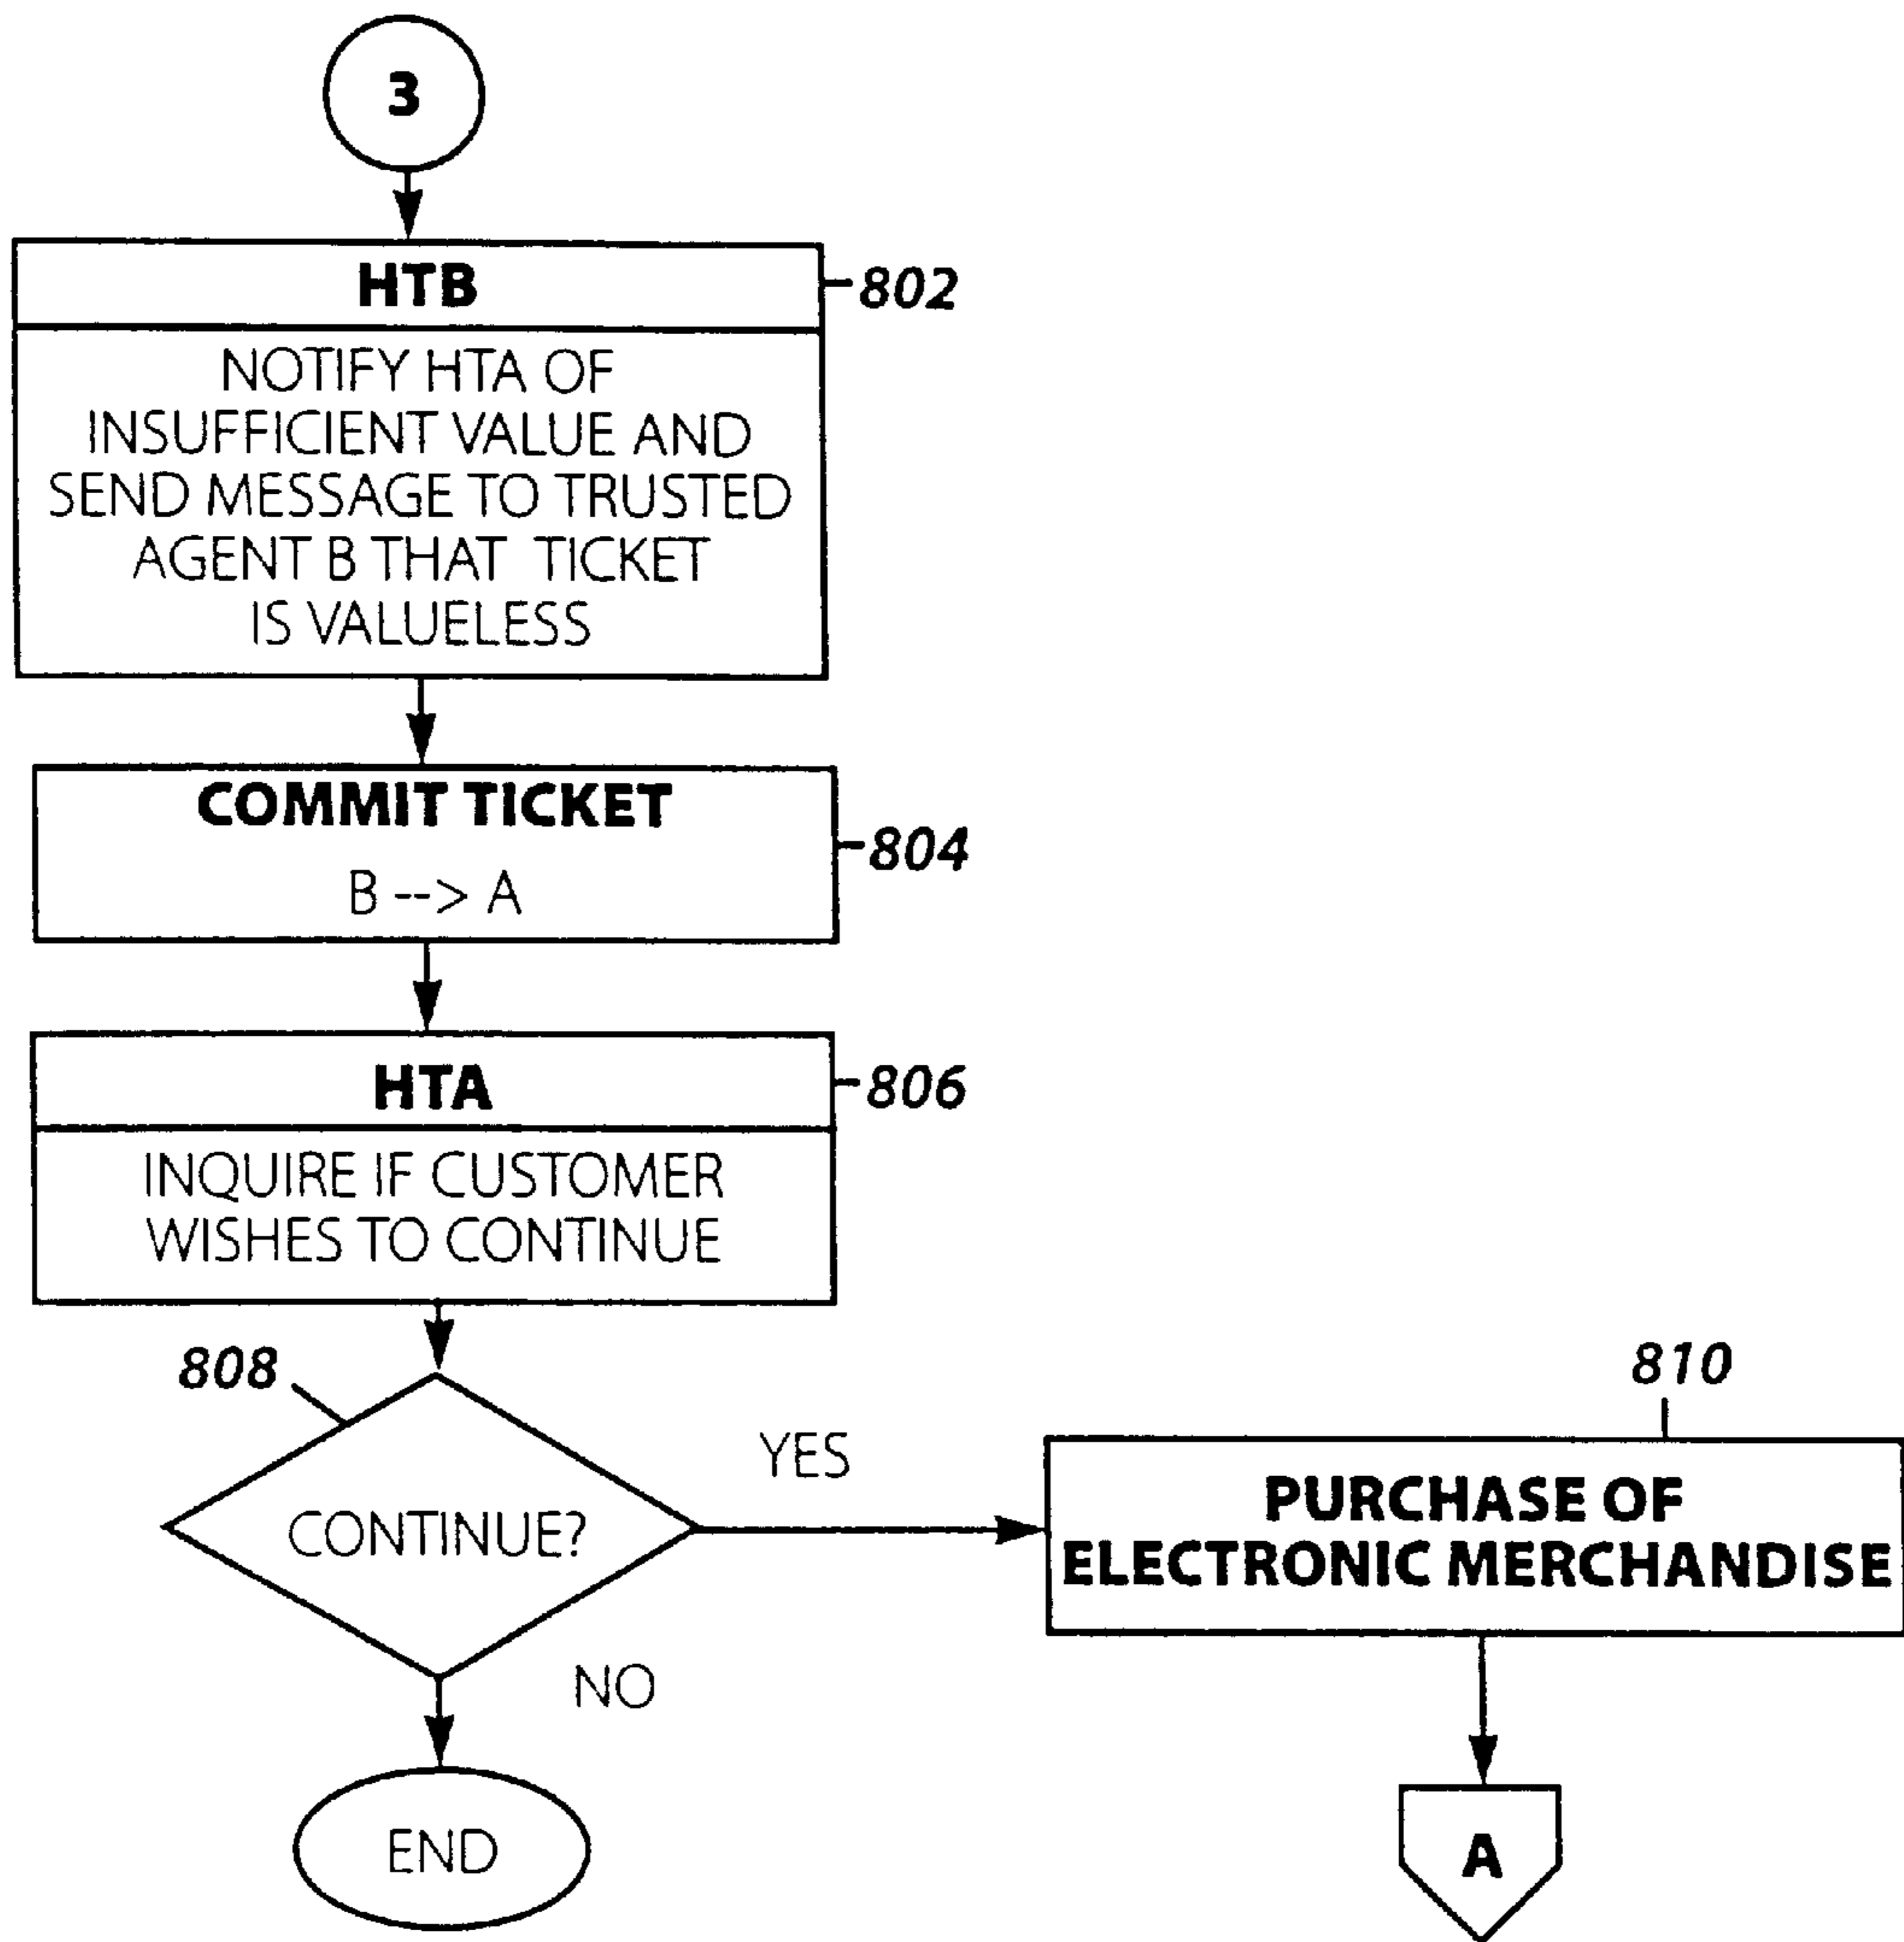 3
HTB
802
NOTIFY HTA OF
INSUFFICIENT VALUE AND
SEND MESSAGE TO TRUSTED
AGENT B THAT TICKET
IS VALUELESS
COMMIT TICKET
804
B --> A
HTA
806
INQUIRE IF CUSTOMER
WISHES TO CONTINUE
808
CONTINUE?
YES
NO
810
PURCHASE OF
ELECTRONIC MERCHANDISE
END
A